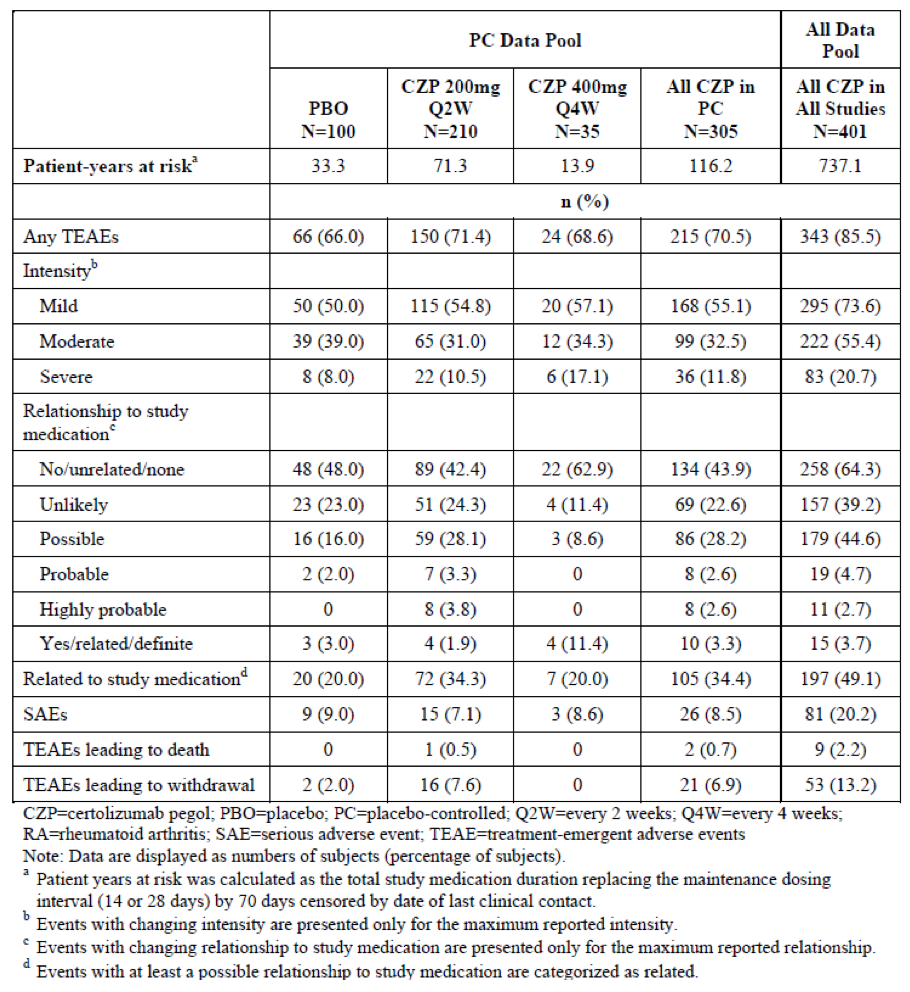 PC Data Pool All Data Pool
PBO N=100 CZP 200mg Q2W N=210 CZP 400mg Q4W N=35 All CZP in PC N=305 All CZP in All Studies N=401
Patient-years at riskᵃ 33.3 71.3 13.9 116.2 737.1
n (%)
Any TEAEs 66 (66.0) 150 (71.4) 24 (68.6) 215 (70.5) 343 (85.5)
Intensityᵇ
Mild 50 (50.0) 115 (54.8) 20 (57.1) 168 (55.1) 295 (73.6)
Moderate 39 (39.0) 65 (31.0) 12 (34.3) 99 (32.5) 222 (55.4)
Severe 8 (8.0) 22 (10.5) 6 (17.1) 36 (11.8) 83 (20.7)
Relationship to study
medicationᶜ
No/unrelated/none 48 (48.0) 89 (42.4) 22 (62.9) 134 (43.9) 258 (64.3)
Unlikely 23 (23.0) 51 (24.3) 4 (11.4) 69 (22.6) 157 (39.2)
Possible 16 (16.0) 59 (28.1) 3 (8.6) 86 (28.2) 179 (44.6)
Probable 2 (2.0) 7 (3.3) 0 8 (2.6) 19 (4.7)
Highly probable 0 8 (3.8) 0 8 (2.6) 11 (2.7)
Yes/related/definite 3 (3.0) 4 (1.9) 4 (11.4) 10 (3.3) 15 (3.7)
Related to study medicationᵈ 20 (20.0) 72 (34.3) 7 (20.0) 105 (34.4) 197 (49.1)
SAEs 9 (9.0) 15 (7.1) 3 (8.6) 26 (8.5) 81 (20.2)
TEAEs leading to death 0 1 (0.5) 0 2 (0.7) 9 (2.2)
TEAEs leading to withdrawal 2 (2.0) 16 (7.6) 0 21 (6.9) 53 (13.2)
CZP=certolizumab pegol; PBO=placebo; PC=placebo-controlled; Q2W=every 2 weeks; Q4W=every 4 weeks;
RA=rheumatoid arthritis; SAE=serious adverse event; TEAE=treatment-emergent adverse events
Note: Data are displayed as numbers of subjects (percentage of subjects).
ᵃ Patient years at risk was calculated as the total study medication duration replacing the maintenance dosing
interval (14 or 28 days) by 70 days censored by date of last clinical contact.
ᵇ Events with changing intensity are presented only for the maximum reported intensity.
ᶜ Events with changing relationship to study medication are presented only for the maximum reported relationship.
ᵈ Events with at least a possible relationship to study medication are categorized as related.